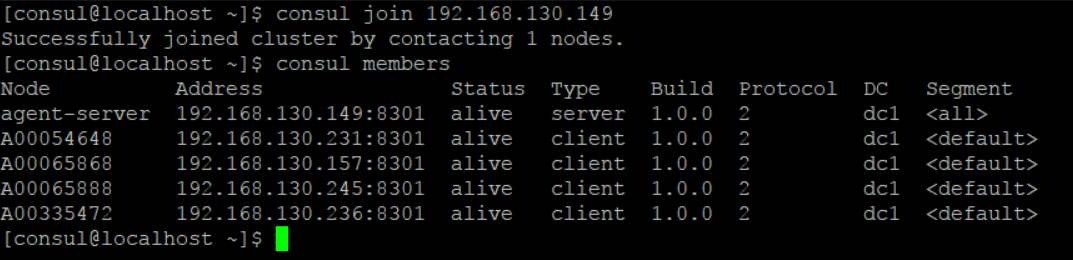 [consul@localhost ~]$ consul join 192.168.130.149
Successfully joined cluster by contacting 1 nodes.
[consul@localhost ~]$ consul members
Node          Address               Status  Type    Build  Protocol  DC   Segment
agent-server  192.168.130.149:8301  alive   server  1.0.0  2         dc1  <all>
A00054648     192.168.130.231:8301  alive   client  1.0.0  2         dc1  <default>
A00065868     192.168.130.157:8301  alive   client  1.0.0  2         dc1  <default>
A00065888     192.168.130.245:8301  alive   client  1.0.0  2         dc1  <default>
A00335472     192.168.130.236:8301  alive   client  1.0.0  2         dc1  <default>
[consul@localhost ~]$